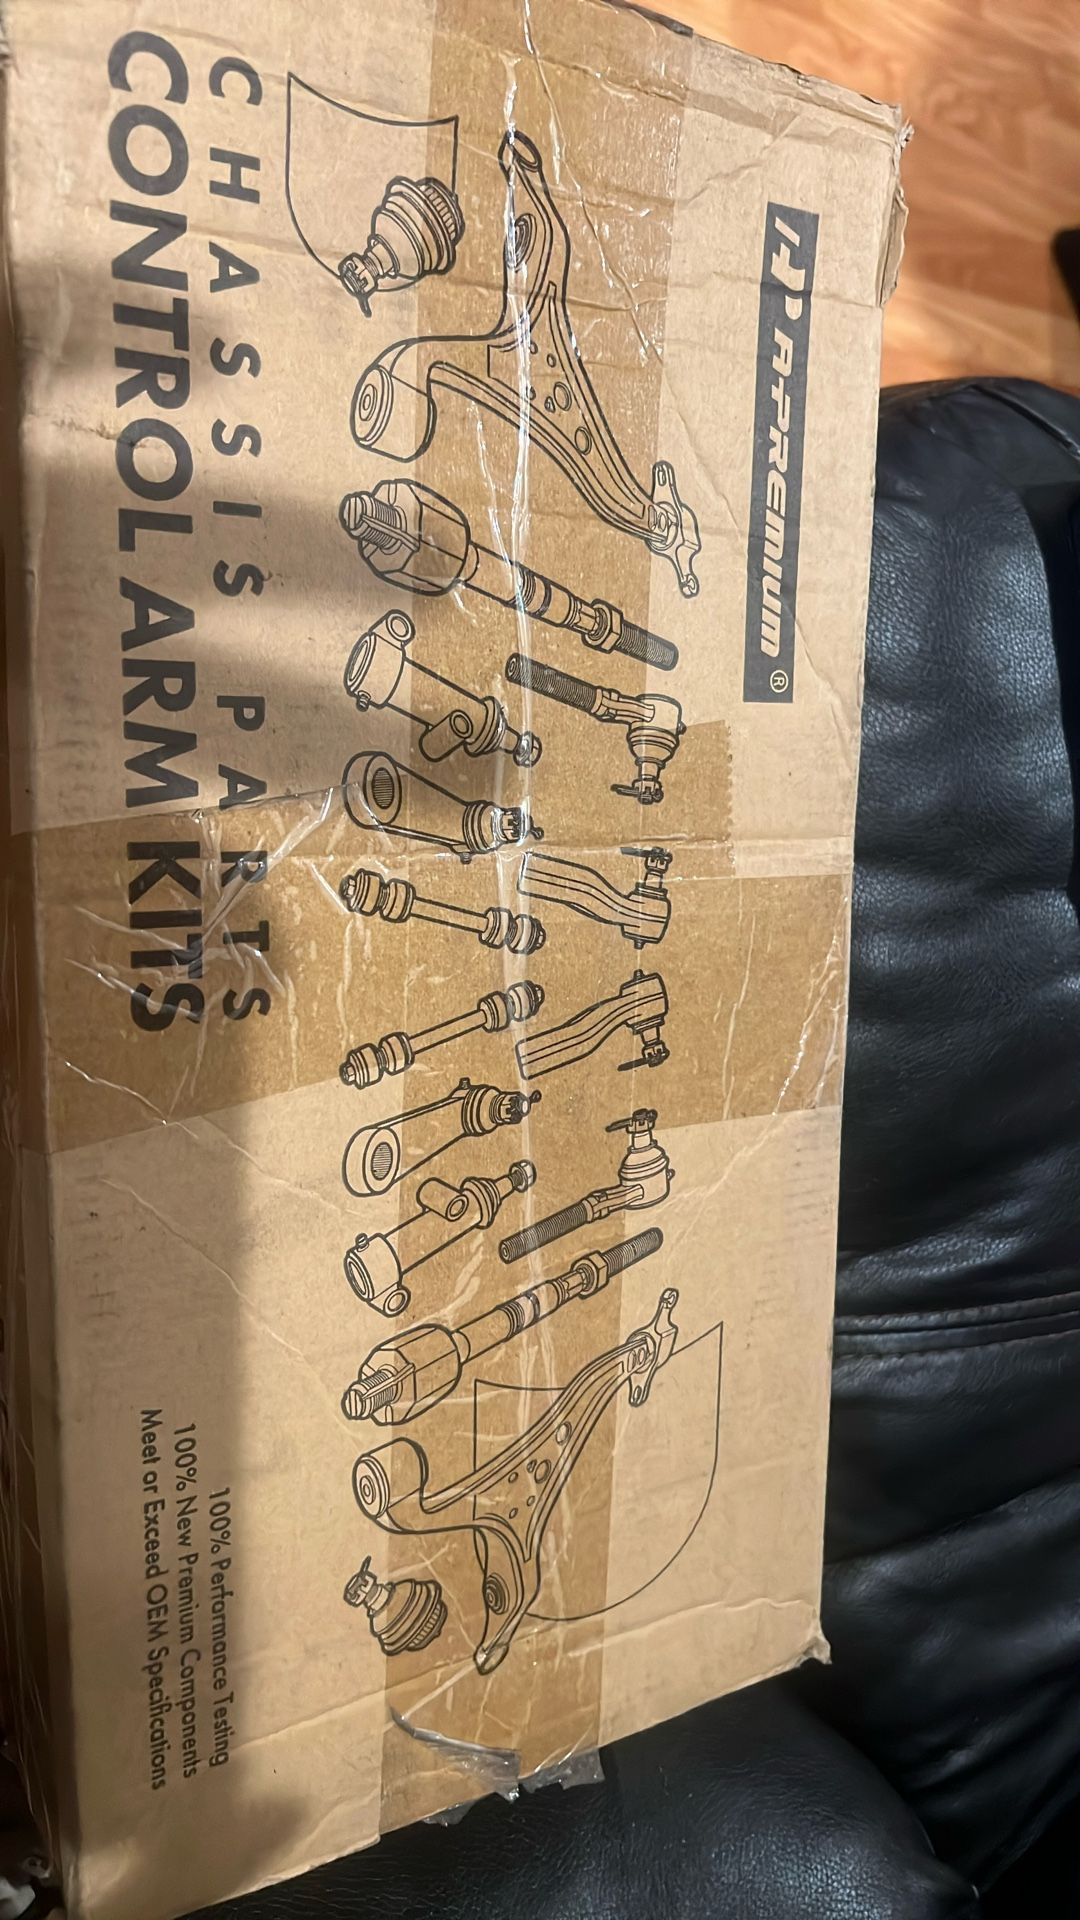 A-PREMIUM®
CHASSIS PARTS
CONTROL ARM KITS
100% Performance Testing
100% New Premium Components
Meet or Exceed OEM Specifications